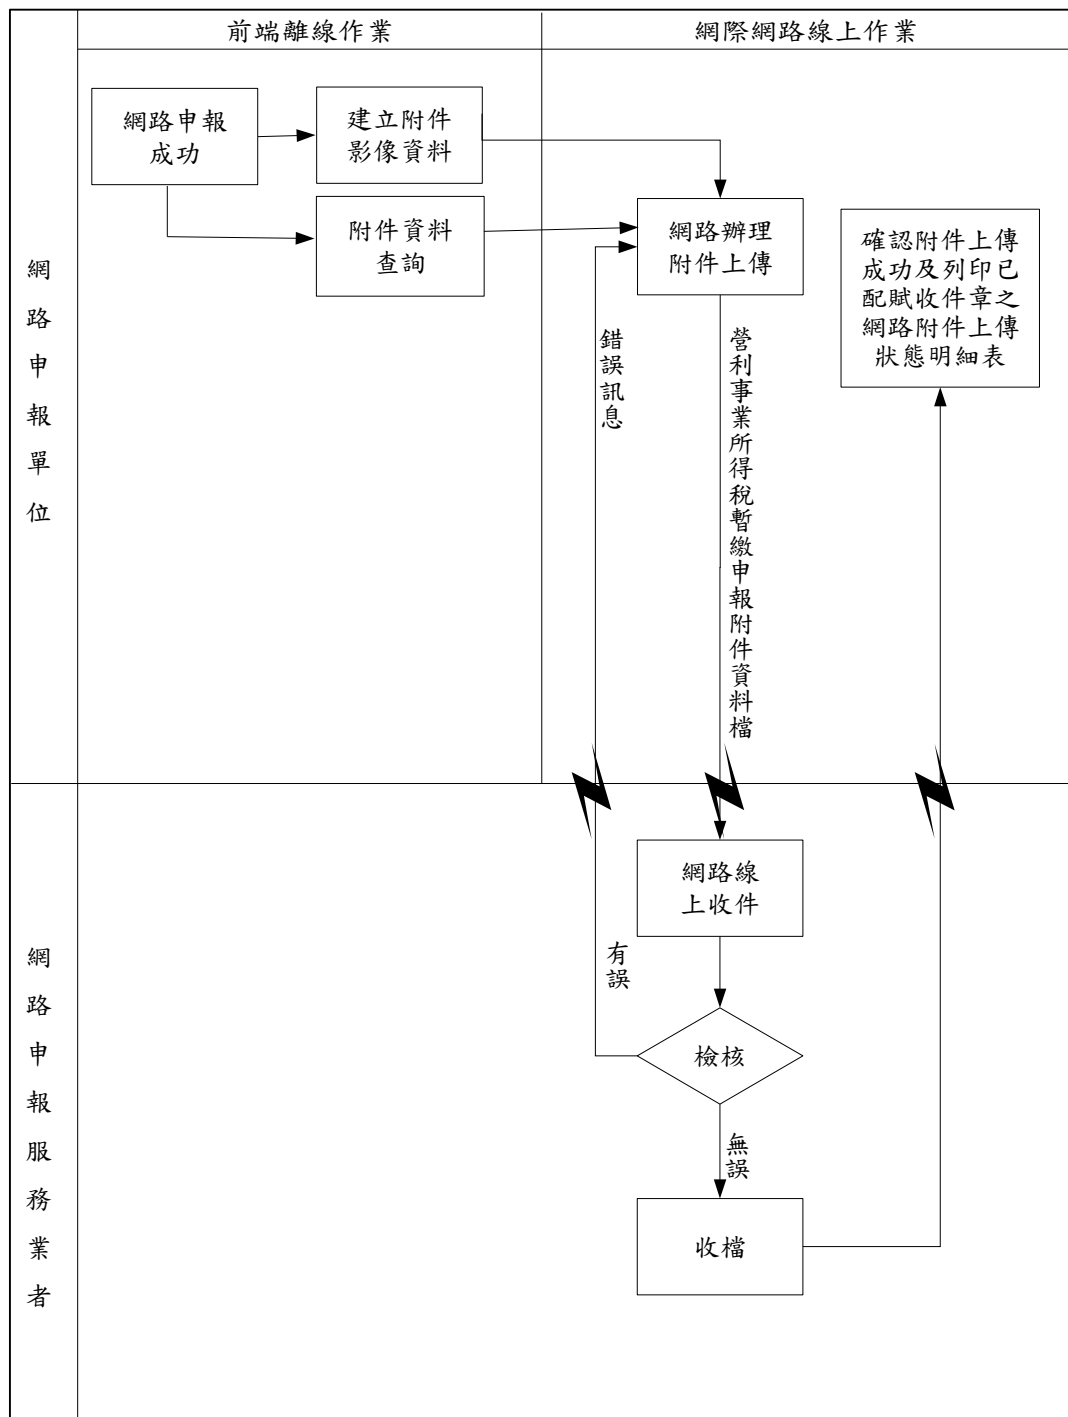 前端離線作業
網際網路線上作業
網路申報單位
網路申報
成功
建立附件
影像資料
附件資料
查詢
網路辦理
附件上傳
確認附件上傳
成功及列印已
配賦收件章之
網路附件上傳
狀態明細表
錯誤訊息
營利事業所得稅暫繳申報附件資料檔
網路申報服務業者
網路線
上收件
有誤
檢核
無誤
收檔